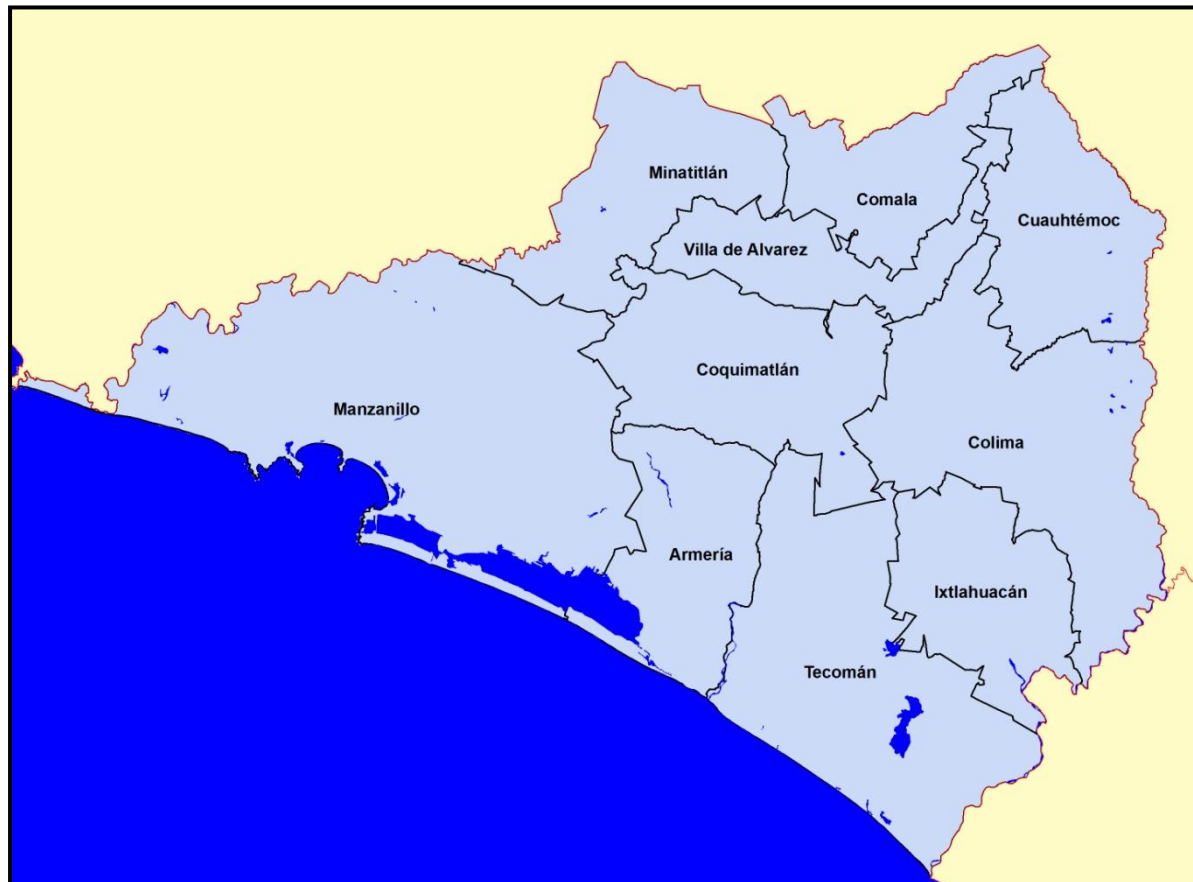 Minatitlán
Comala
Cuauhtémoc
Villa de Alvarez
Coquimatlán
Manzanillo
Colima
Armería
Ixtlahuacán
Tecomán